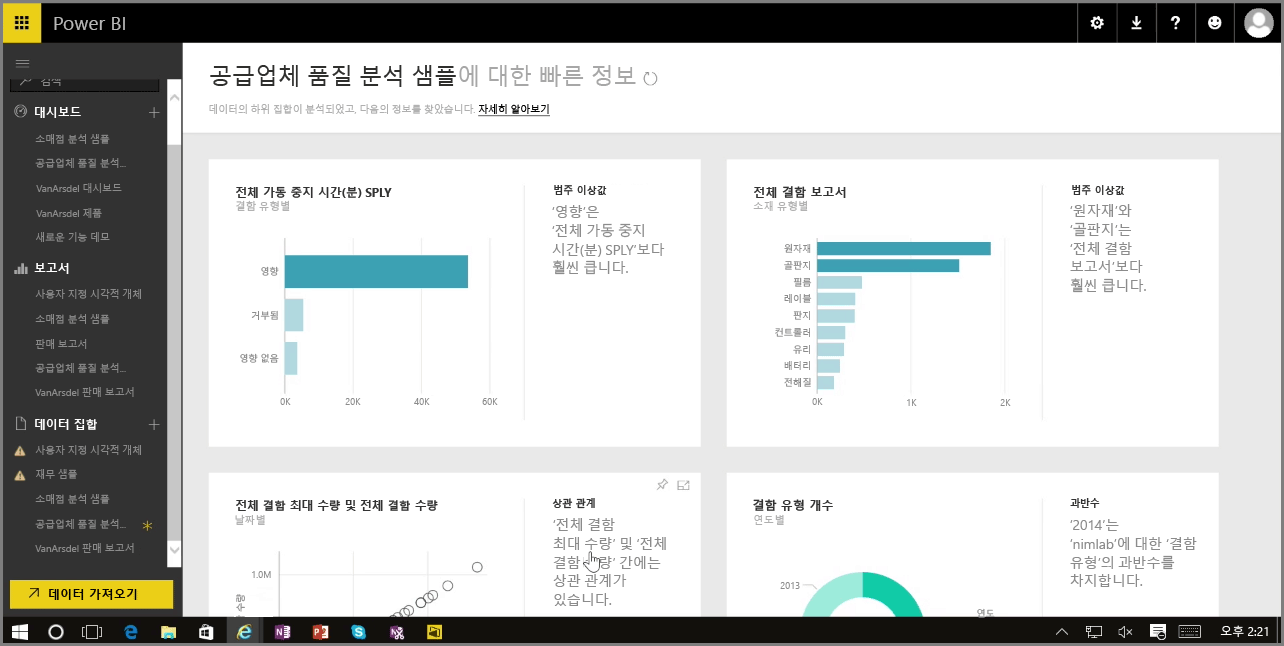 Power BI
검색
대시보드
소매점 분석 샘플
공급업체 품질 분석...
VanArsdel 대시보드
VanArsdel 제품
새로운 기능 데모
보고서
사용자 지정 시각적 개체
소매점 분석 샘플
판매 보고서
공급업체 품질 분석...
VanArsdel 판매 보고서
데이터 집합
사용자 지정 시각적 개체
재무 샘플
소매점 분석 샘플
공급업체 품질 분석...
VanArsdel 판매 보고서
데이터 가져오기
공급업체 품질 분석 샘플에 대한 빠른 정보
데이터의 하위 집합이 분석되었고, 다음의 정보를 찾았습니다. 자세히 알아보기
전체 가동 중지 시간(분) SPLY
결함 유형별
영향
거부됨
영향 없음
0K 20K 40K 60K
범주 이상값
'영향'은
'전체 가동 중지
시간(분) SPLY'보다
훨씬 큽니다.
전체 결함 보고서
소재 유형별
원자재
골판지
필름
레이블
판지
컨트롤러
유리
배터리
전해질
0K 1K 2K
범주 이상값
'원자재'와
'골판지'는
'전체 결함
보고서'보다
훨씬 큽니다.
전체 결함 최대 수량 및 전체 결함 수량
날짜별
1.0M
수량
상관 관계
'전체 결함
최대 수량' 및 '전체
결함 수량' 간에는
상관 관계가
있습니다.
결함 유형 개수
연도별
2013
연도
과반수
'2014'는
'nimlab'에 대한 '결함
유형'의 과반수를
차지합니다.
오후 2:21